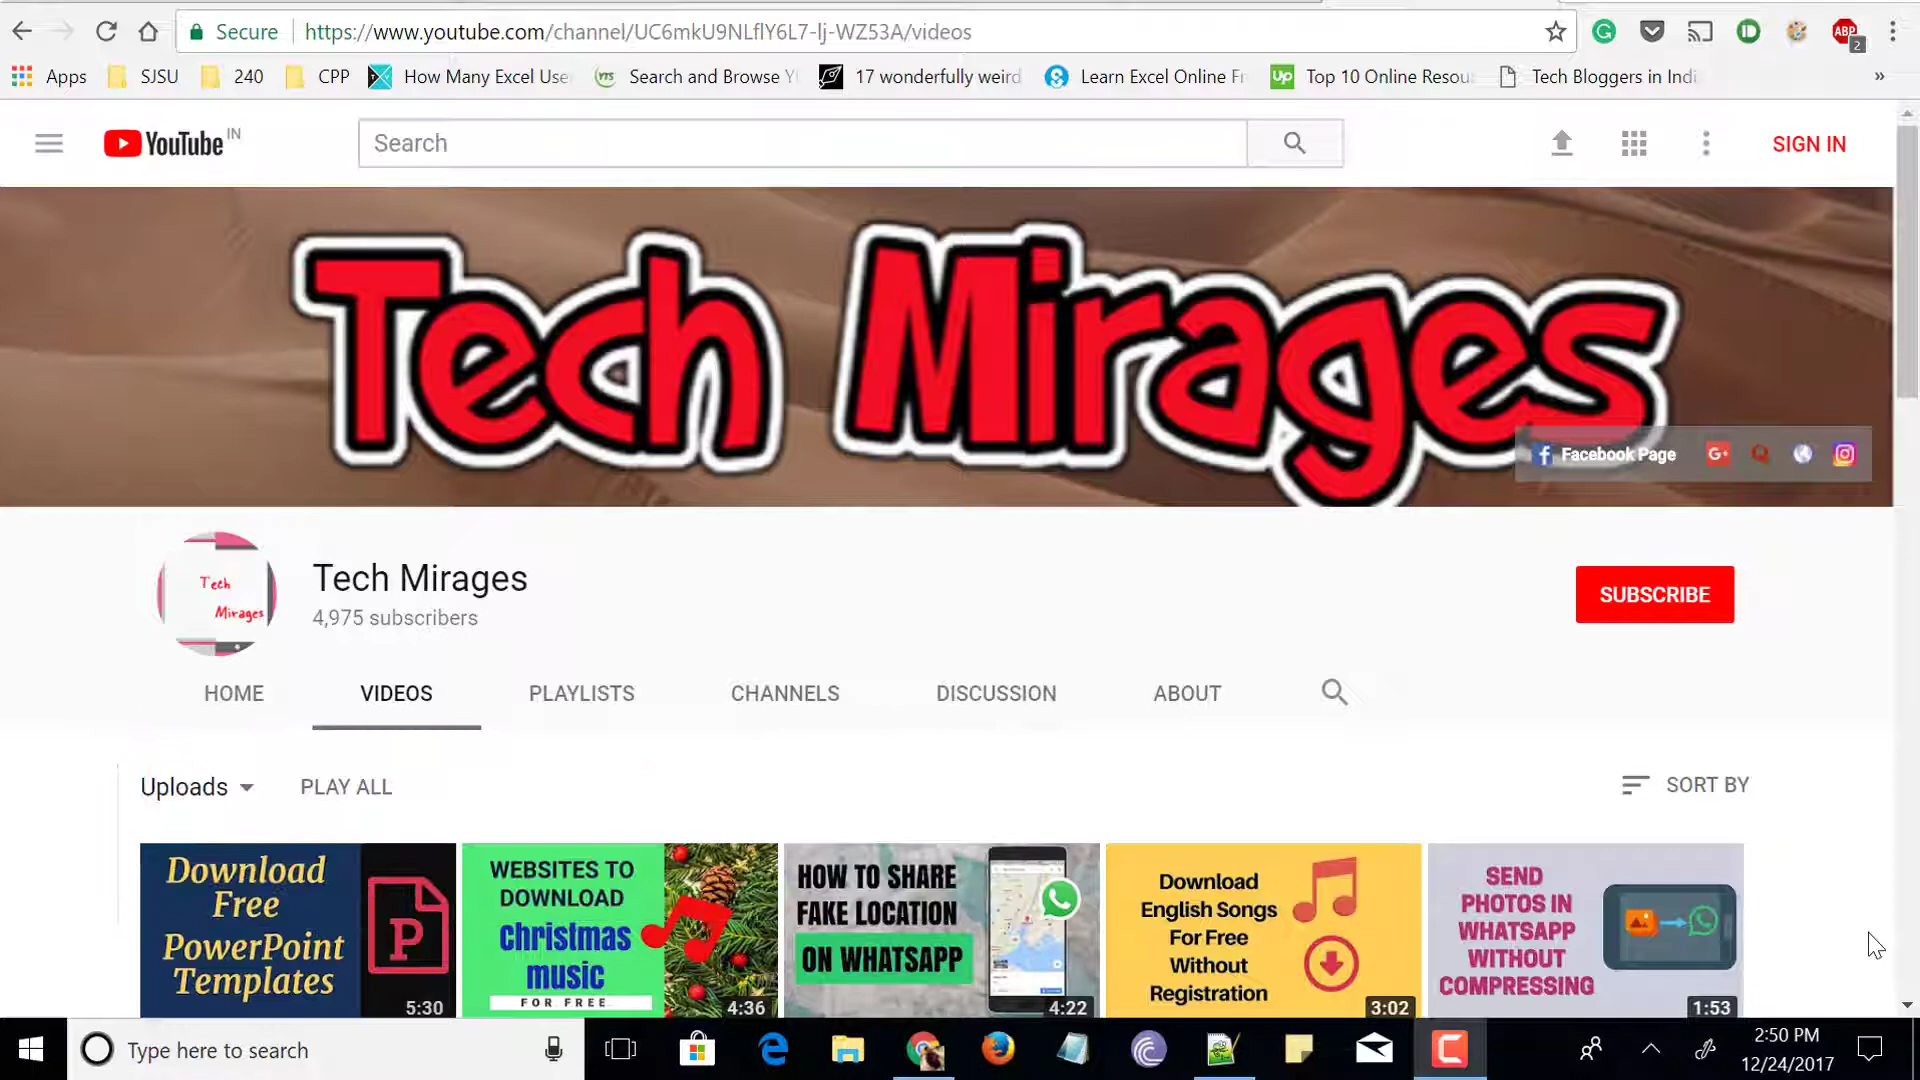 Secure https://www.youtube.com/channel/UC6mkU9NLflY6L7-lj-WZ53A/videos
ABP
2
Apps SJSU 240 CPP How Many Excel Use YTS Search and Browse Y 17 wonderfully weird Learn Excel Online Fr Up Top 10 Online Resou Tech Bloggers in Indi »
YouTube IN Search SIGN IN
Tech Mirages
Facebook Page G+
Tech
Mirages
Tech Mirages
4,975 subscribers
SUBSCRIBE
HOME VIDEOS PLAYLISTS CHANNELS DISCUSSION ABOUT
Uploads PLAY ALL SORT BY
Download
Free
PowerPoint
Templates
P
5:30
WEBSITES TO
DOWNLOAD
christmas
music
FOR FREE
4:36
HOW TO SHARE
FAKE LOCATION
ON WHATSAPP
4:22
Download
English Songs
For Free
Without
Registration
3:02
SEND
PHOTOS IN
WHATSAPP
WITHOUT
COMPRESSING
1:53
Type here to search
2:50 PM
12/24/2017